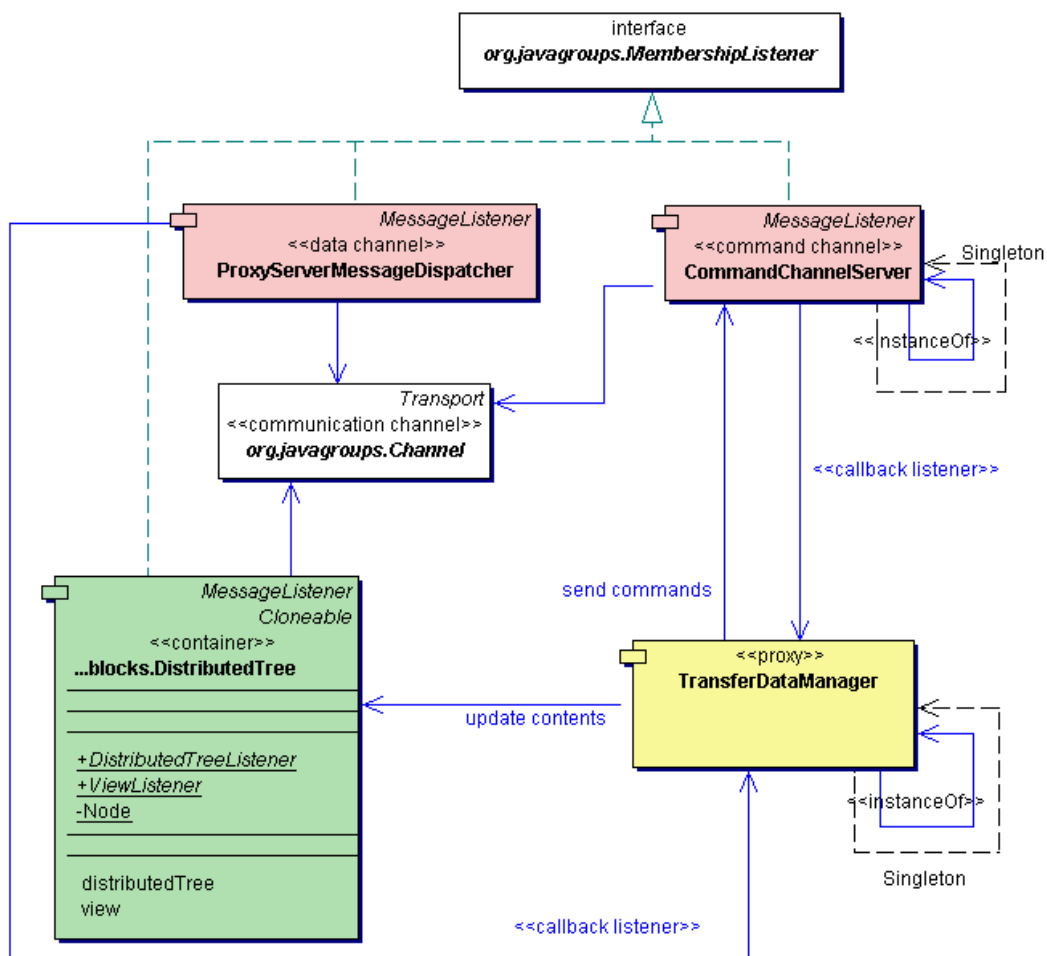 interface
org.javagroups.MembershipListener
MessageListener
<<data channel>>
ProxyServerMessageDispatcher
MessageListener
<<command channel>>
CommandChannelServer
Singleton
<<instanceOf>>
Transport
<<communication channel>>
org.javagroups.Channel
<<callback listener>>
send commands
MessageListener
Cloneable
<<container>>
...blocks.DistributedTree
+DistributedTreeListener
+ViewListener
-Node
distributedTree
view
update contents
<<proxy>>
TransferDataManager
<<instanceOf>>
Singleton
<<callback listener>>